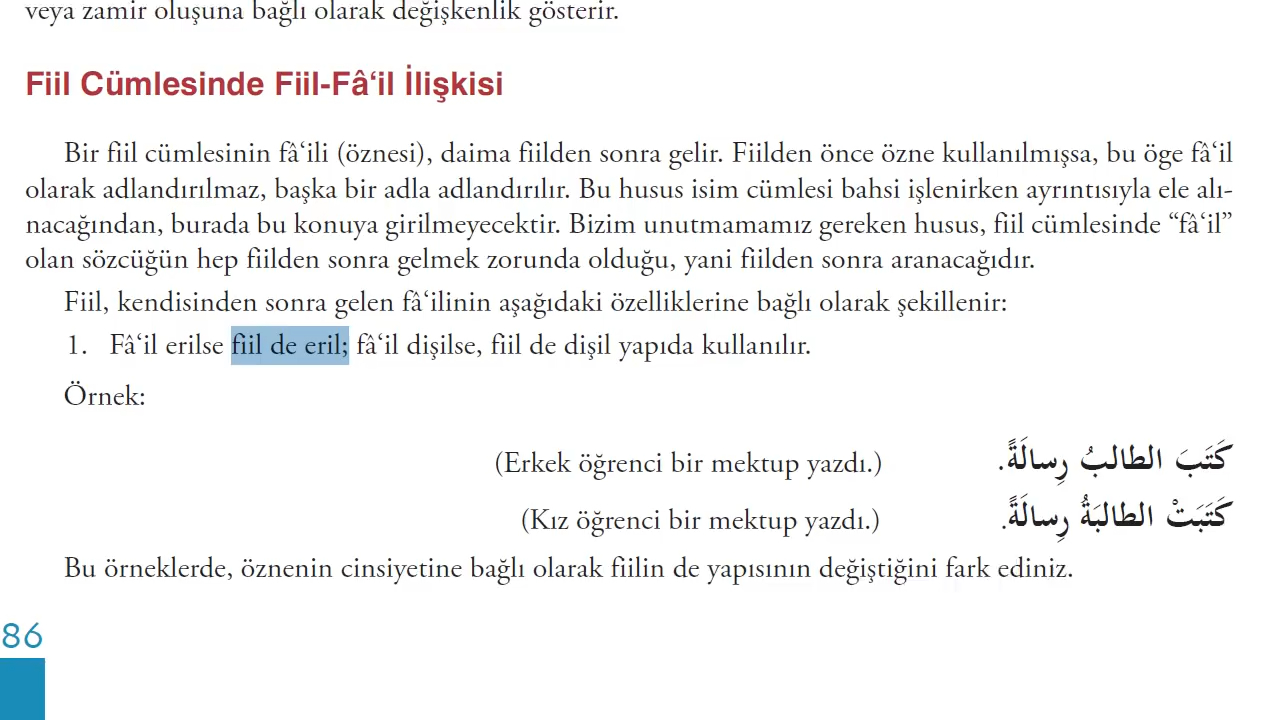 veya zamir oluşuna bağlı olarak değişkenlik gösterir.
Fiil Cümlesinde Fiil-Fâ‘il İlişkisi
Bir fiil cümlesinin fâ‘ili (öznesi), daima fiilden sonra gelir. Fiilden önce özne kullanılmışsa, bu öge fâ‘il
olarak adlandırılmaz, başka bir adla adlandırılır. Bu husus isim cümlesi bahsi işlenirken ayrıntısıyla ele alı-
nacağından, burada bu konuya girilmeyecektir. Bizim unutmamamız gereken husus, fiil cümlesinde “fâ‘il”
olan sözcüğün hep fiilden sonra gelmek zorunda olduğu, yani fiilden sonra aranacağıdır.
Fiil, kendisinden sonra gelen fâ‘ilinin aşağıdaki özelliklerine bağlı olarak şekillenir:
1. Fâ‘il erilse fiil de eril; fâ‘il dişilse, fiil de dişil yapıda kullanılır.
Örnek:
(Erkek öğrenci bir mektup yazdı.) كَتَبَ الطالبُ رِسالَةً.
(Kız öğrenci bir mektup yazdı.) كَتَبَتْ الطالبَةُ رِسالَةً.
Bu örneklerde, öznenin cinsiyetine bağlı olarak fiilin de yapısının değiştiğini fark ediniz.
86